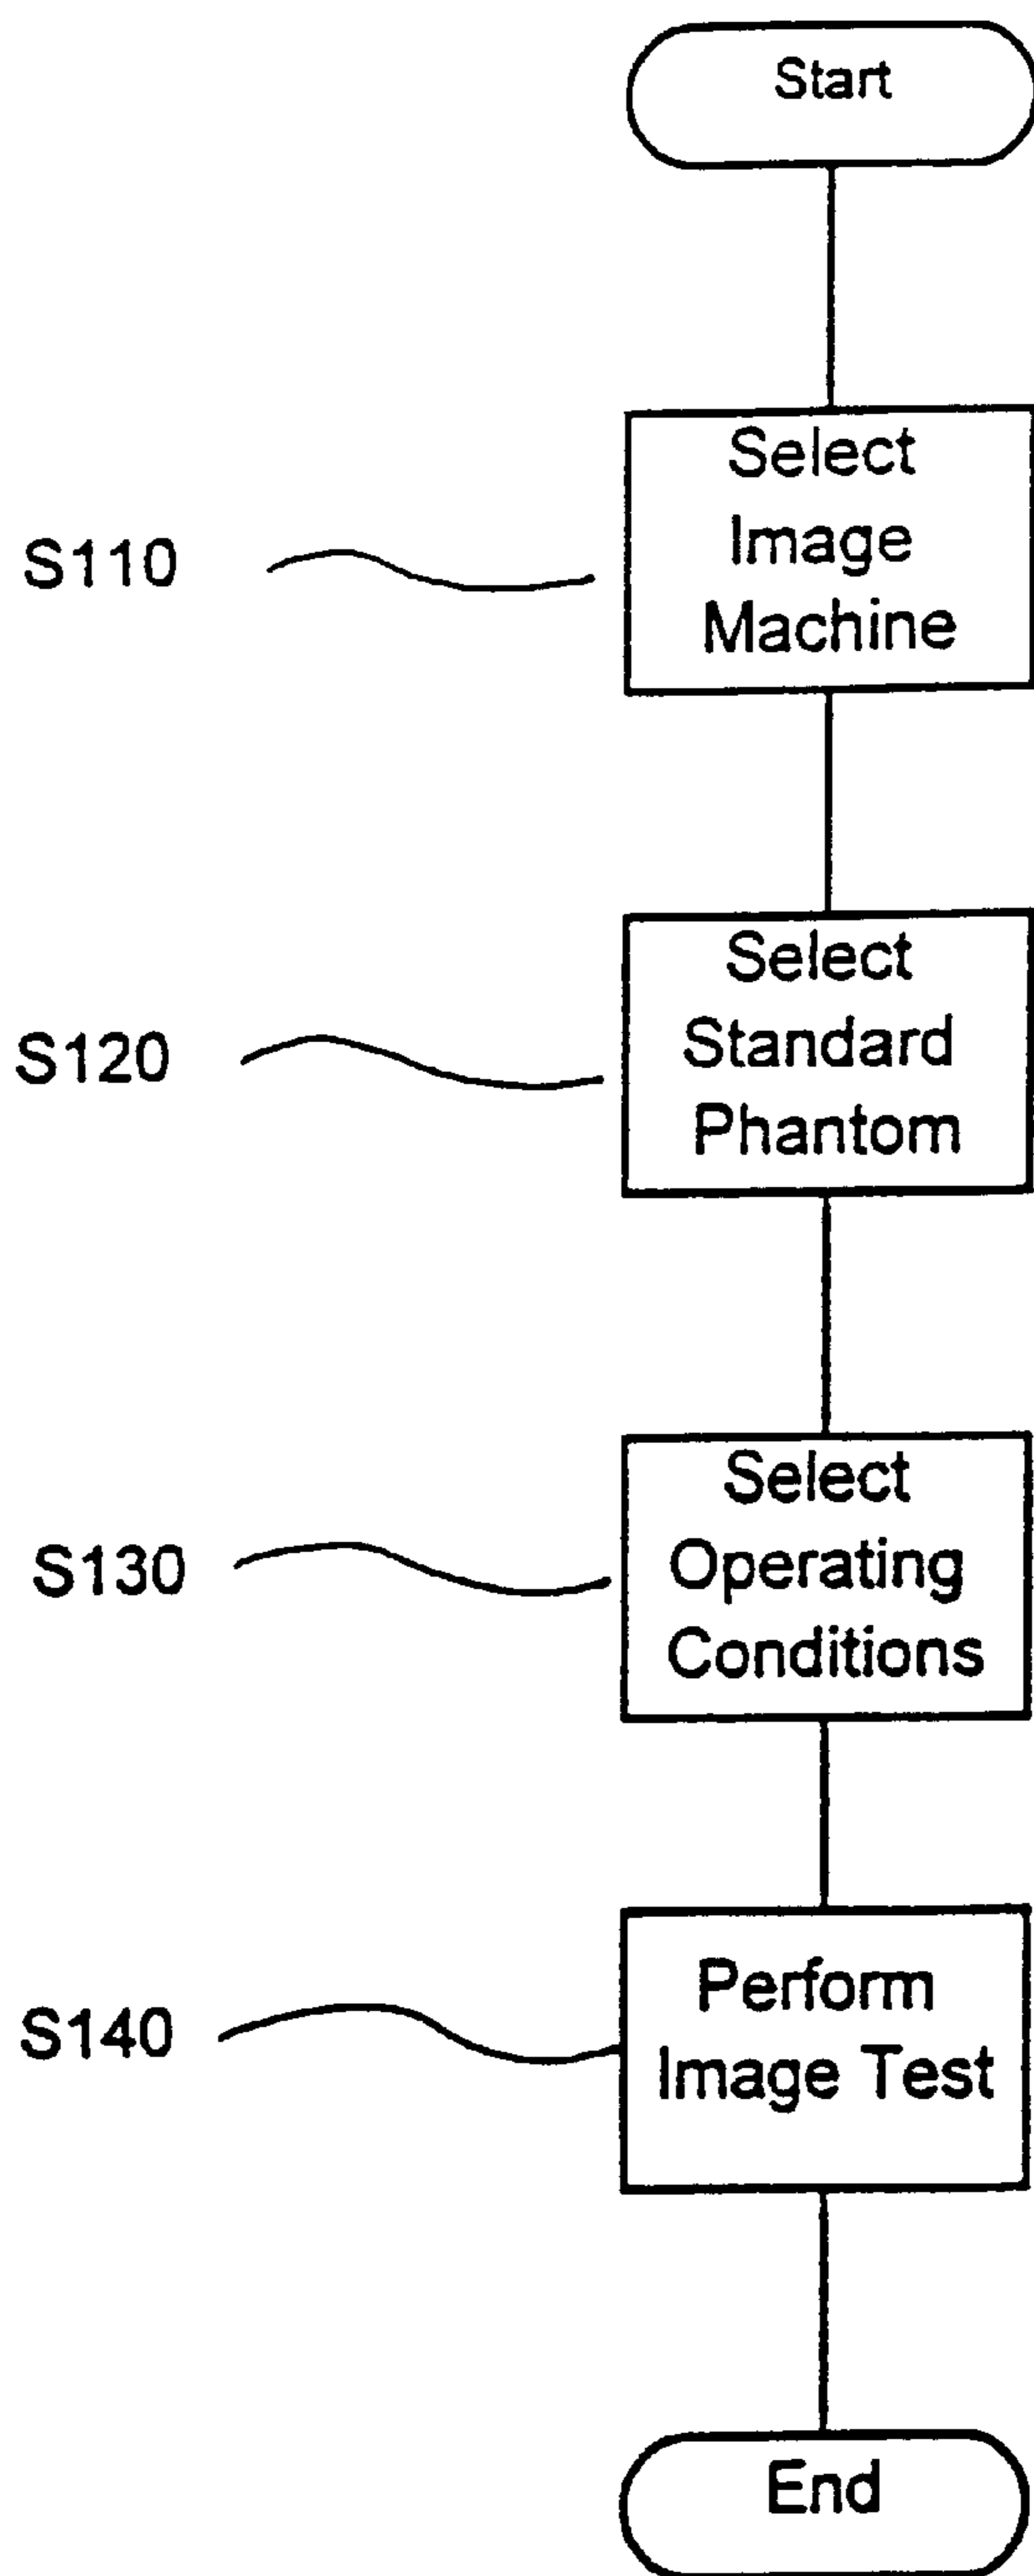 Start
S110
Select
Image
Machine
S120
Select
Standard
Phantom
S130
Select
Operating
Conditions
S140
Perform
Image Test
End